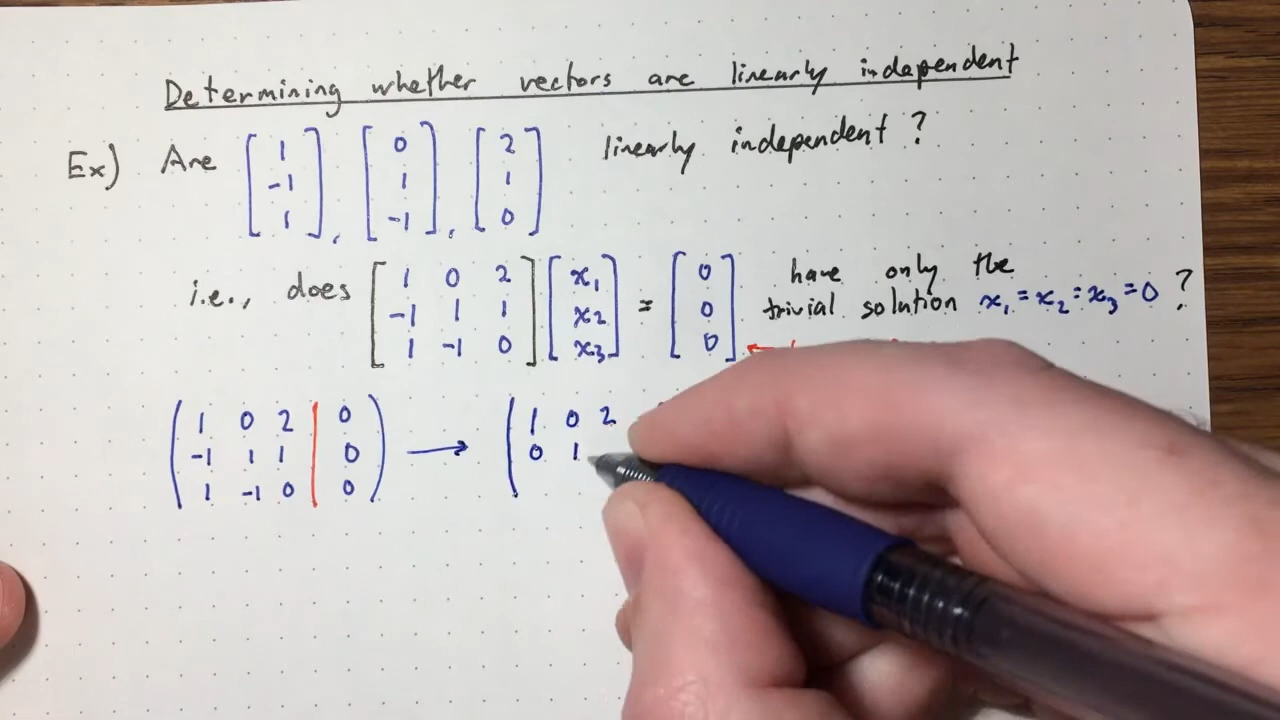 Determining whether vectors are linearly independent
Ex) Are [1 -1 1], [0 1 -1], [2 1 0] linearly independent?
i.e., does [1 0 2 -1 1 1 1 -1 0] [x₁ x₂ x₃] = [0 0 0] have only the trivial solution x₁ = x₂ = x₃ = 0 ?
1 0 2 | 0 → 1 0 2
-1 1 1 | 0 0 1
1 -1 0 | 0